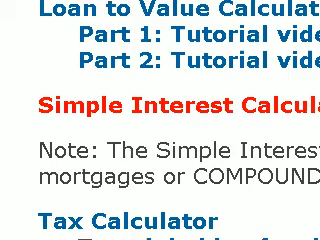 Loan to Value Calculat
Part 1: Tutorial vide
Part 2: Tutorial vide
Simple Interest Calcula
Note: The Simple Interest
mortgages or COMPOUND
Tax Calculator